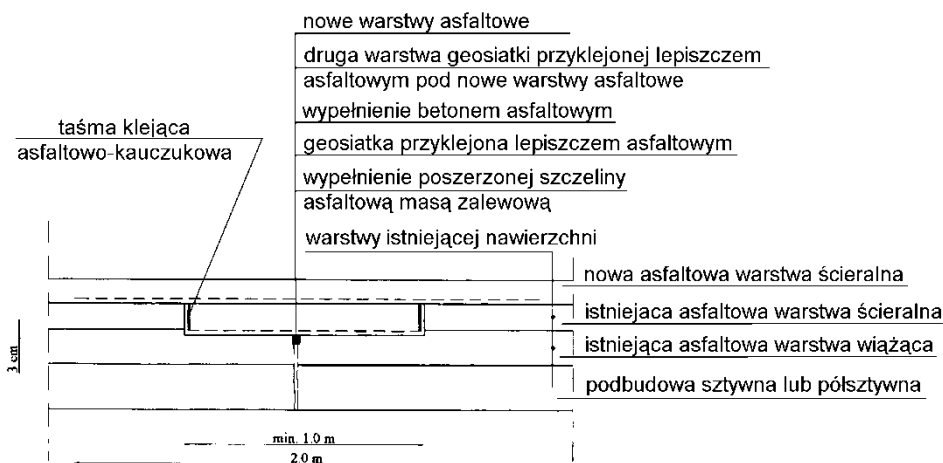 nowe warstwy asfaltowe
druga warstwa geosiatki przyklejonej lepiszczem
asfaltowym pod nowe warstwy asfaltowe
wypełnienie betonem asfaltowym
geosiatka przyklejona lepiszczem asfaltowym
wypełnienie poszerzonej szczeliny
asfaltową masą zalewową
warstwy istniejącej nawierzchni
taśma klejąca
asfaltowo-kauczukowa
nowa asfaltowa warstwa ścieralna
istniejaca asfaltowa warstwa ścieralna
istniejąca asfaltowa warstwa wiążąca
podbudowa sztywna lub półsztywna
3 cm
min. 1.0 m
2.0 m